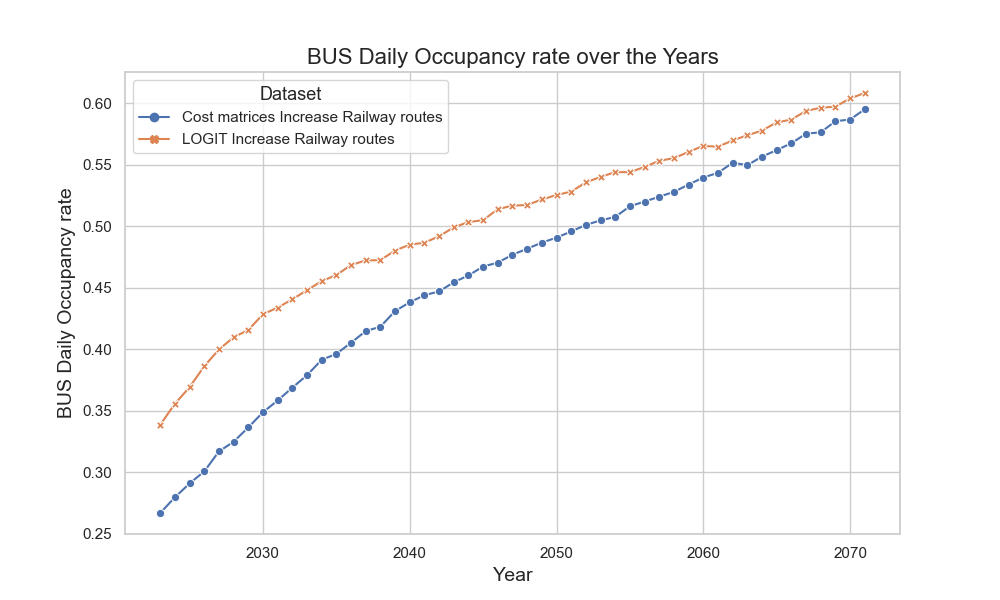 BUS Daily Occupancy rate over the Years
Dataset
Cost matrices Increase Railway routes
LOGIT Increase Railway routes
BUS Daily Occupancy rate
0.60
0.55
0.50
0.45
0.40
0.35
0.30
0.25
2030
2040
2050
2060
2070
Year